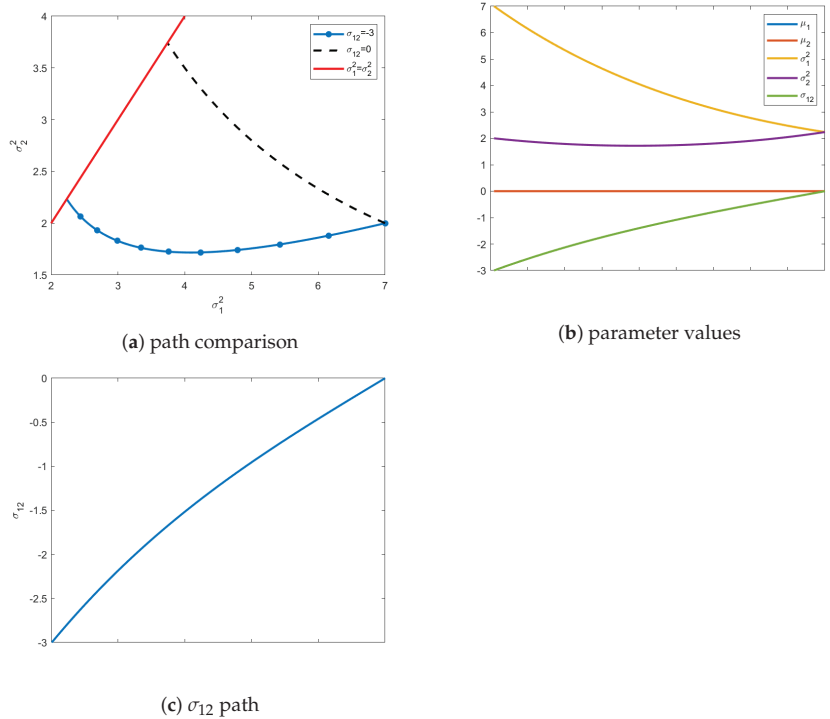 4
3.5
3
2.5
2
1.5
2
3
4
5
6
7
σ₂²
σ₁²
σ₁₂=-3
σ₁₂=0
σ₁²=σ₂²
(a) path comparison
7
6
5
4
3
2
1
0
-1
-2
-3
μ₁
μ₂
σ₁²
σ₂²
σ₁₂
(b) parameter values
0
-0.5
-1
-1.5
-2
-2.5
-3
σ₁₂
(c) σ₁₂ path